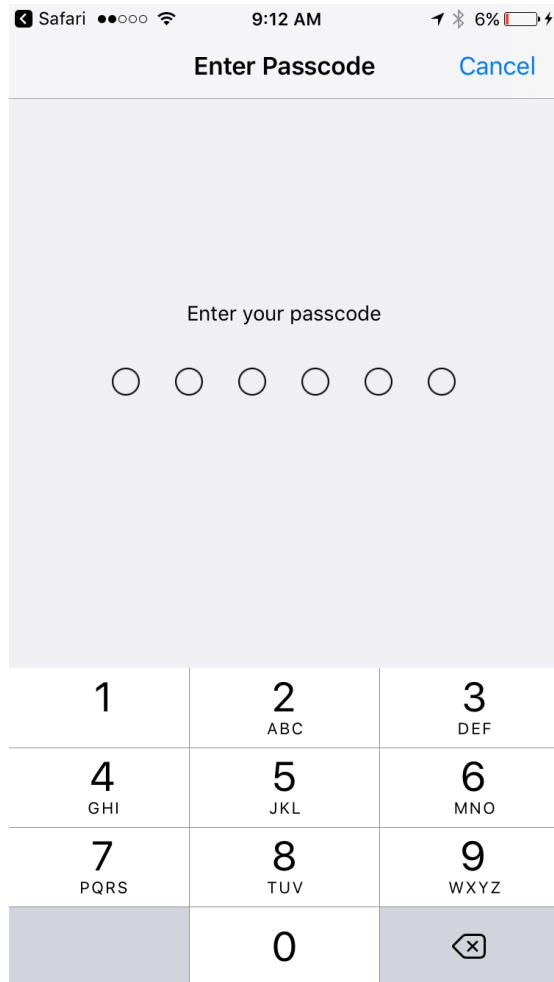 Safari 9:12 AM 6%
Enter Passcode Cancel
Enter your passcode
1 2 3
ABC DEF
4 5 6
GHI JKL MNO
7 8 9
PQRS TUV WXYZ
0